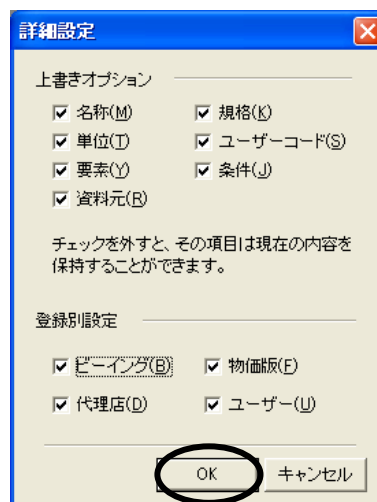 詳細設定
上書きオプション
名称(M) 規格(K)
単位(T) ユーザーコード(S)
要素(Y) 条件(J)
資料元(R)
チェックを外すと、その項目は現在の内容を
保持することができます。
登録別設定
ビーイング(B) 物価版(F)
代理店(D) ユーザー(U)
OK キャンセル